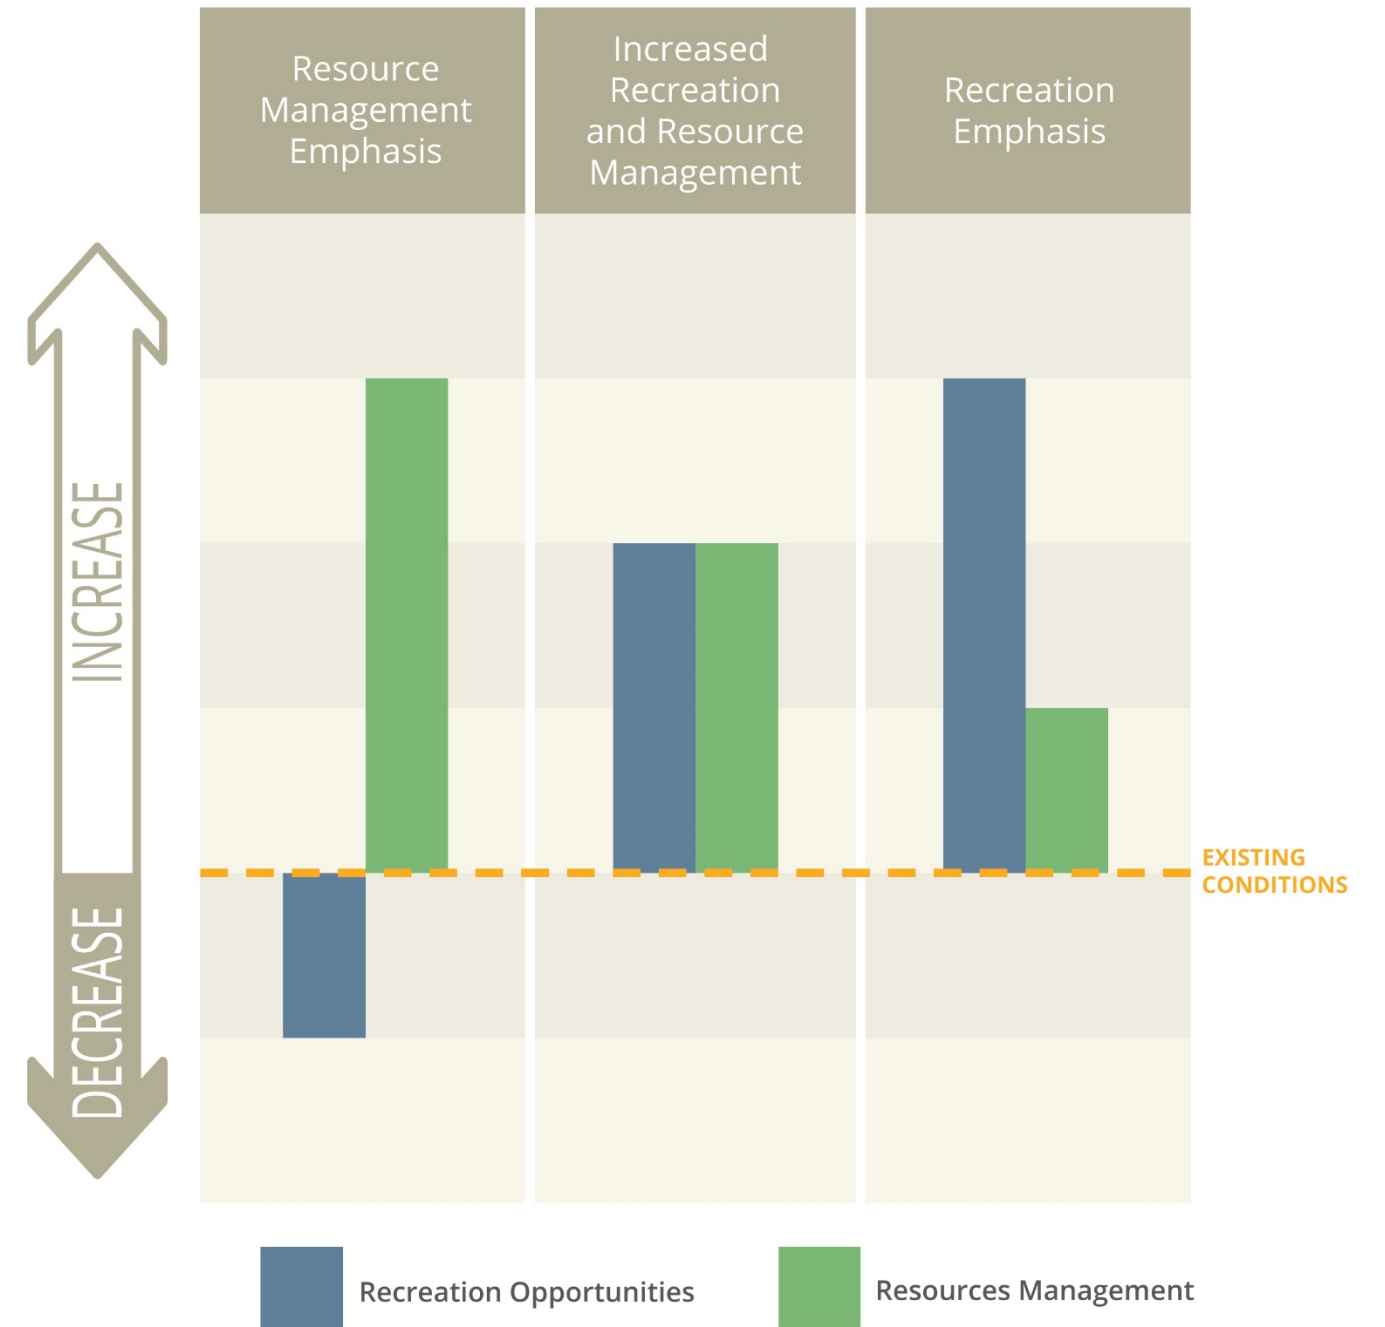 Resource
Management
Emphasis
Increased
Recreation
and Resource
Management
Recreation
Emphasis
INCREASE
DECREASE
EXISTING
CONDITIONS
Recreation Opportunities
Resources Management